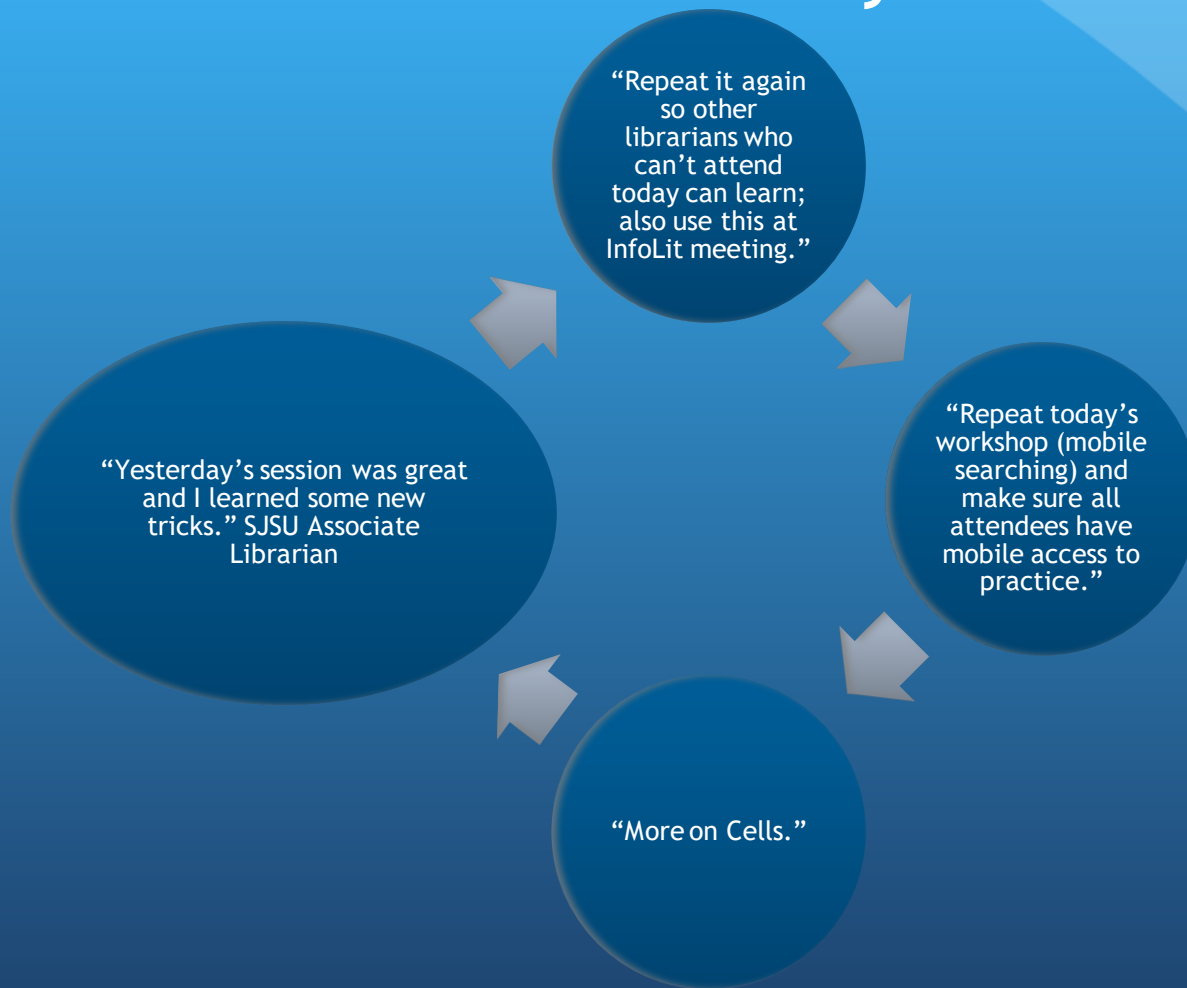 “Repeat it again
so other
librarians who
can’t attend
today can learn;
also use this at
InfoLit meeting.”
“Repeat today’s
workshop (mobile
searching) and
make sure all
attendees have
mobile access to
practice.”
“More on Cells.”
“Yesterday’s session was great
and I learned some new
tricks.” SJSU Associate
Librarian